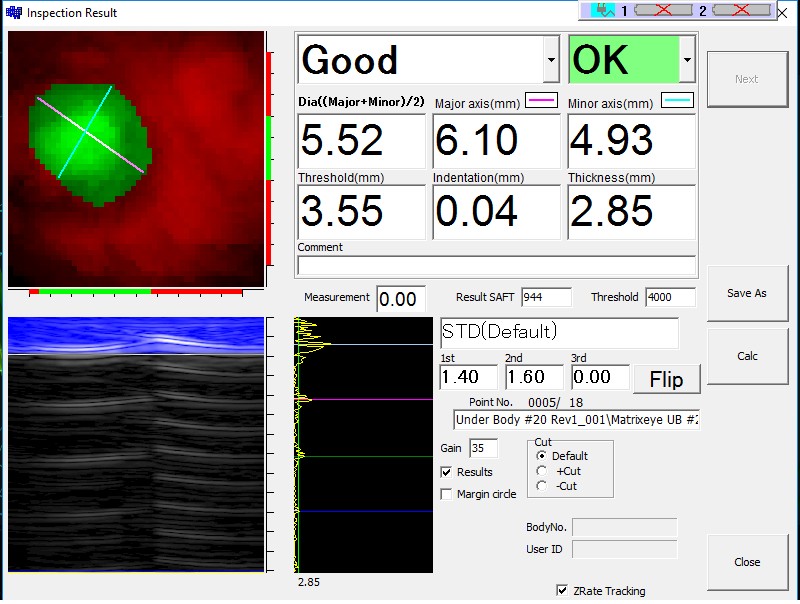 Inspection Result
1 2
Good OK
Next
Dia((Major+Minor)/2) Major axis(mm) Minor axis(mm)
5.52 6.10 4.93
Threshold(mm) Indentation(mm) Thickness(mm)
3.55 0.04 2.85
Comment
Measurement 0.00 Result SAFT 944 Threshold 4000
Save As
STD(Default)
1st 2nd 3rd
1.40 1.60 0.00 Flip
Calc
Point No. 0005/ 18
Under Body #20 Rev1_001\Matrixeye UB #2
Gain 35
Cut
Default
+Cut
-Cut
Results
Margin circle
BodyNo.
User ID
Close
2.85
ZRate Tracking